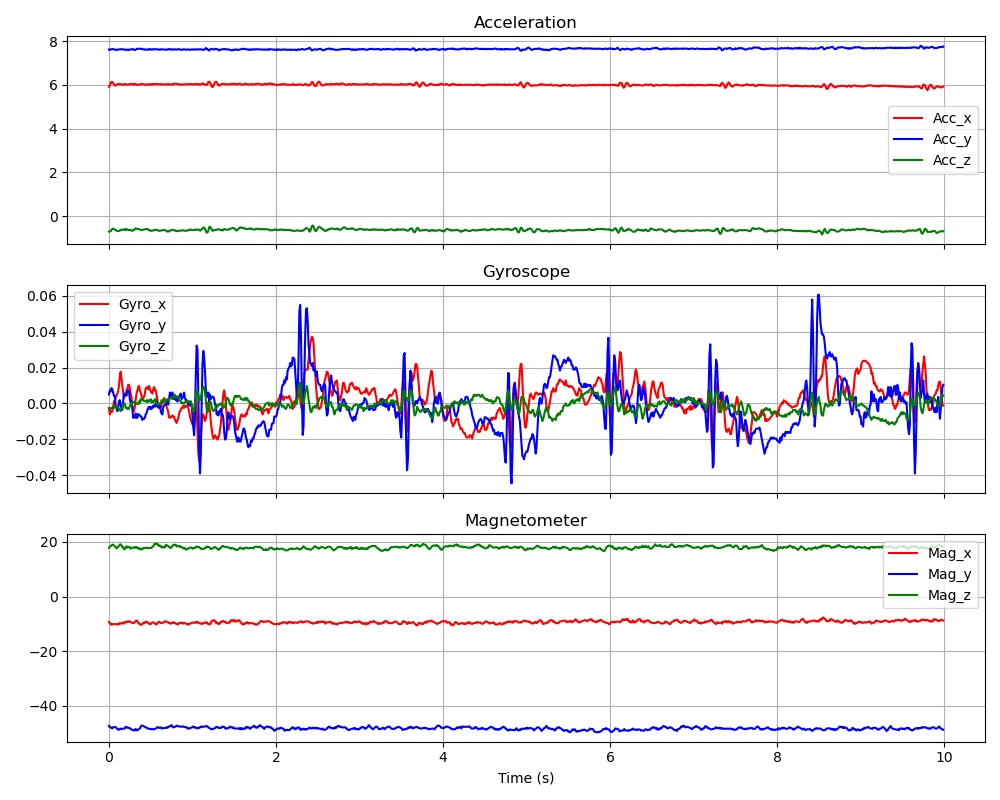 Acceleration
8
6
4
2
0
Acc_x
Acc_y
Acc_z
Gyroscope
0.06
0.04
0.02
0.00
−0.02
−0.04
Gyro_x
Gyro_y
Gyro_z
Magnetometer
20
0
−20
−40
Mag_x
Mag_y
Mag_z
0 2 4 6 8 10
Time (s)